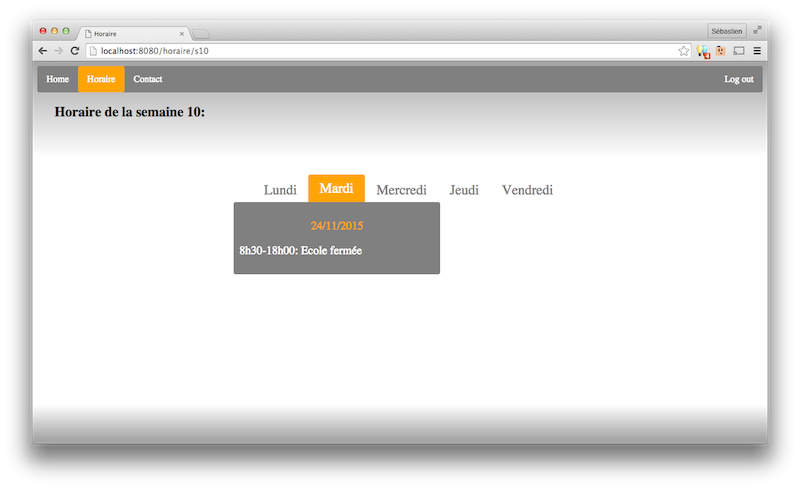 Horaire
Sébastien
localhost:8080/horaire/s10
Home Horaire Contact Log out
Horaire de la semaine 10:
Lundi Mardi Mercredi Jeudi Vendredi
24/11/2015
8h30-18h00: Ecole fermée